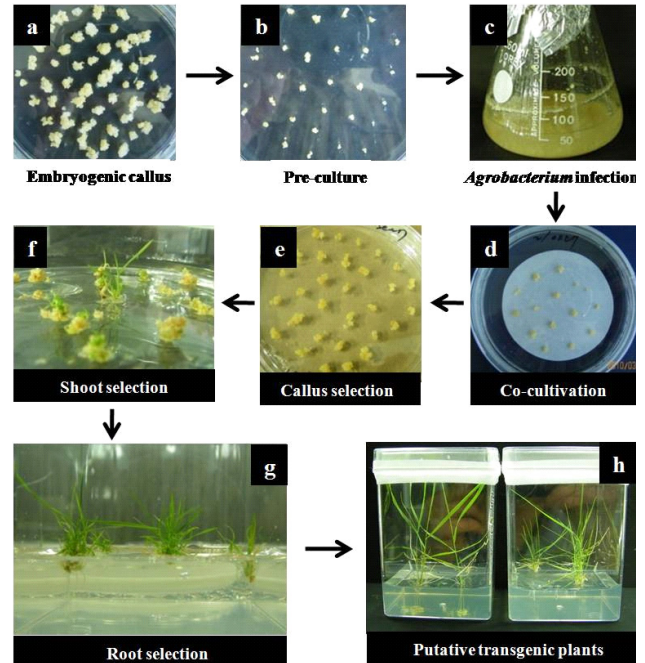 a
b
c
200
150
100
50
Embryogenic callus
Pre-culture
Agrobacterium infection
f
e
d
Shoot selection
Callus selection
Co-cultivation
g
h
Root selection
Putative transgenic plants